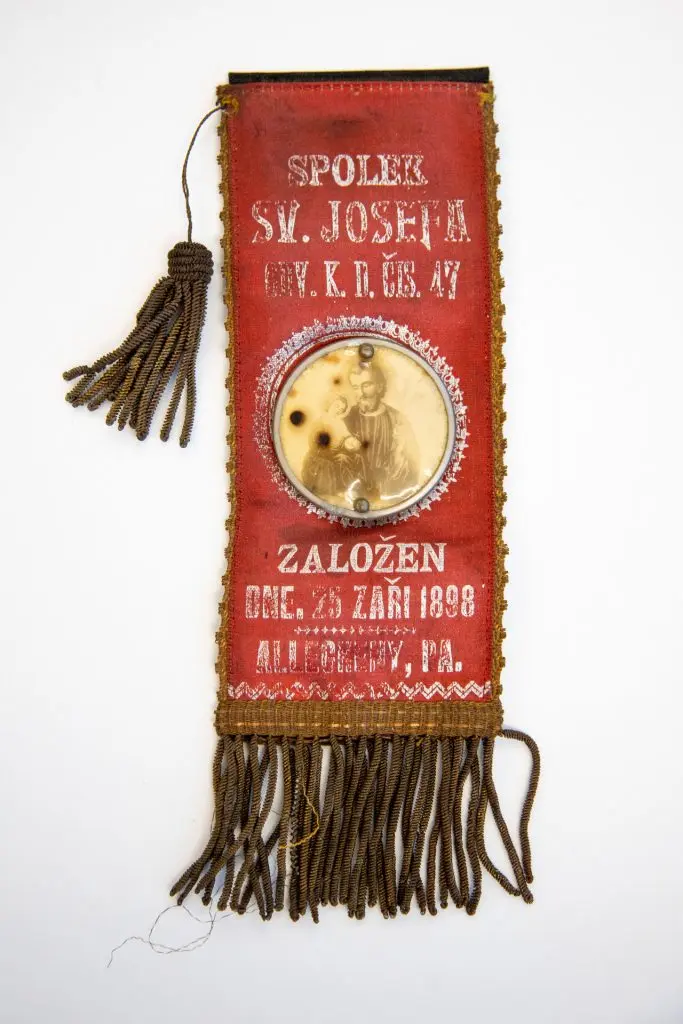 SPOLEK
SV. JOSEFA
ODV. K. D. ČIS. 47
ZALOŽEN
DNE. 25 ZAŘI 1898
ALLEGHENY, PA.